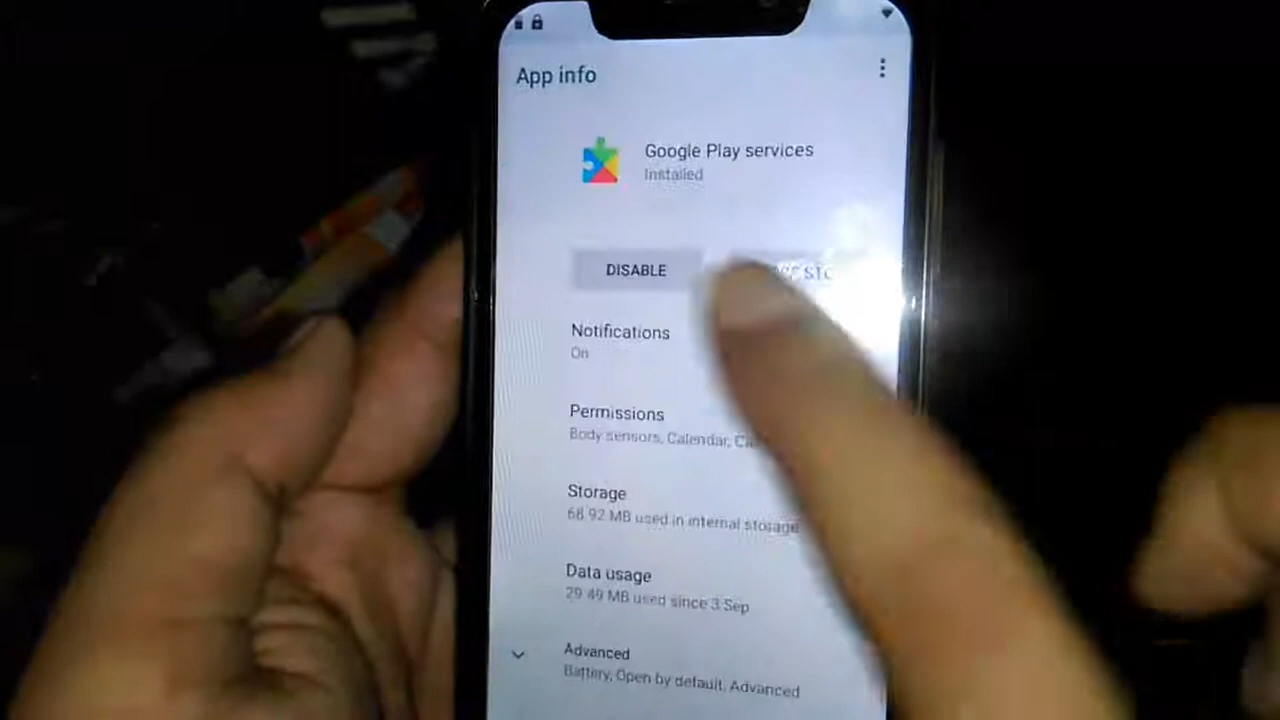 App info
Google Play services
Installed
DISABLE
Notifications
On
Permissions
Body sensors, Calendar,
Storage
68.92 MB used in internal storage
Data usage
29.49 MB used since 3 Sep
Advanced
Battery, Open by default, Advanced